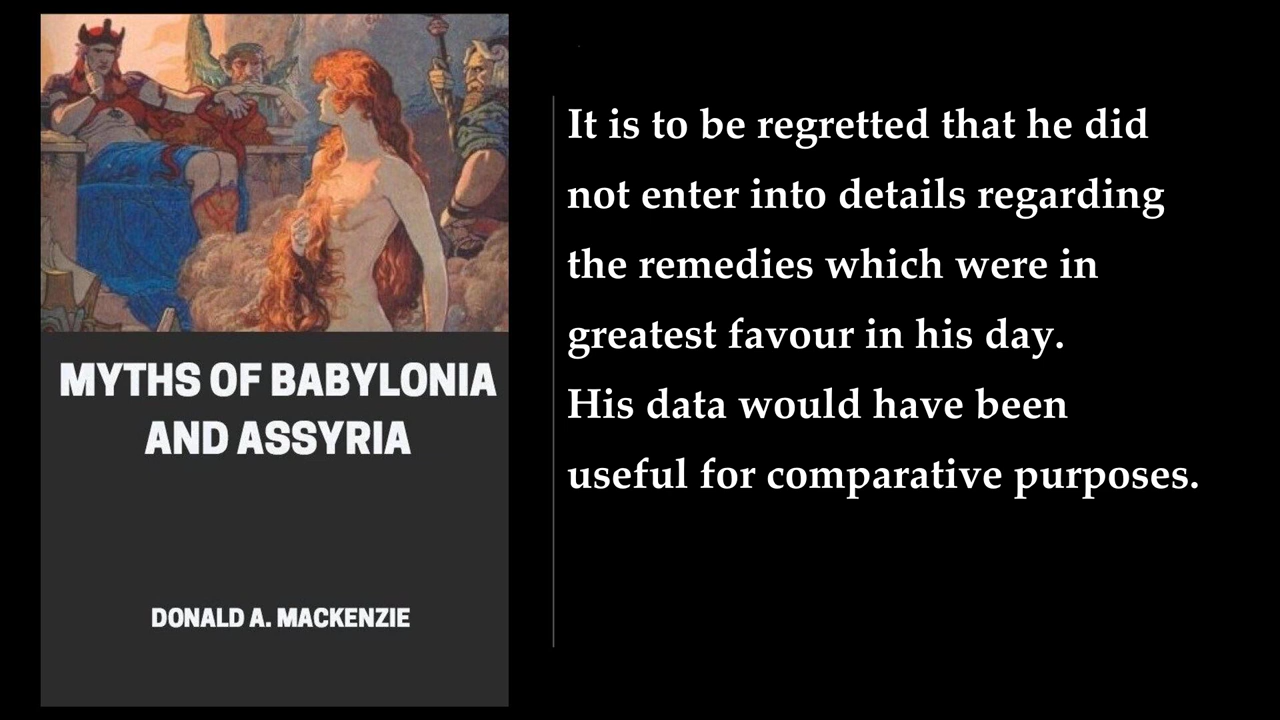 MYTHS OF BABYLONIA
AND ASSYRIA
DONALD A. MACKENZIE
It is to be regretted that he did
not enter into details regarding
the remedies which were in
greatest favour in his day.
His data would have been
useful for comparative purposes.